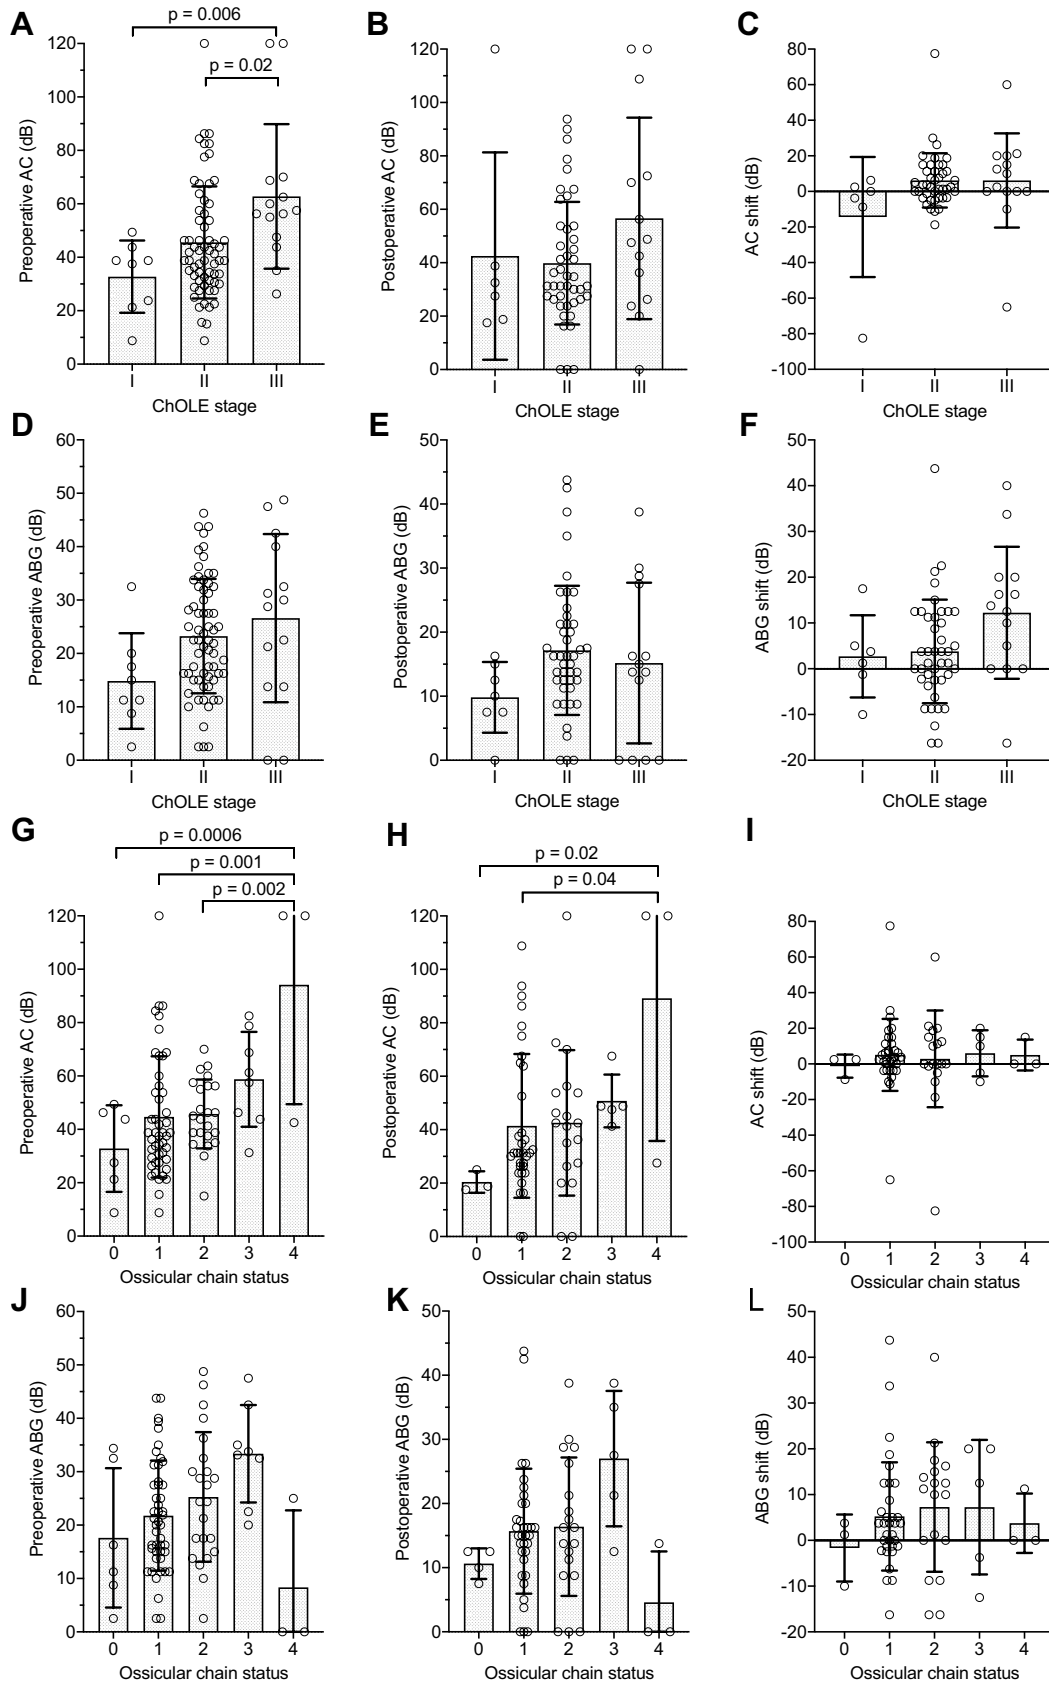 A
p = 0.006
p = 0.02
Preoperative AC (dB)
120
100
80
60
40
20
0
I II III
ChOLE stage
B
Postoperative AC (dB)
120
100
80
60
40
20
0
I II III
ChOLE stage
C
AC shift (dB)
80
60
40
20
0
-20
-40
-60
-80
-100
I II III
ChOLE stage
D
Preoperative ABG (dB)
60
50
40
30
20
10
0
I II III
ChOLE stage
E
Postoperative ABG (dB)
50
40
30
20
10
0
I II III
ChOLE stage
F
ABG shift (dB)
50
40
30
20
10
0
-10
-20
I II III
ChOLE stage
G
p = 0.0006
p = 0.001
p = 0.002
Preoperative AC (dB)
120
100
80
60
40
20
0
0 1 2 3 4
Ossicular chain status
H
p = 0.02
p = 0.04
Postoperative AC (dB)
120
100
80
60
40
20
0
0 1 2 3 4
Ossicular chain status
I
AC shift (dB)
80
60
40
20
0
-20
-40
-60
-80
-100
0 1 2 3 4
Ossicular chain status
J
Preoperative ABG (dB)
60
50
40
30
20
10
0
0 1 2 3 4
Ossicular chain status
K
Postoperative ABG (dB)
50
40
30
20
10
0
0 1 2 3 4
Ossicular chain status
L
ABG shift (dB)
50
40
30
20
10
0
-10
-20
0 1 2 3 4
Ossicular chain status